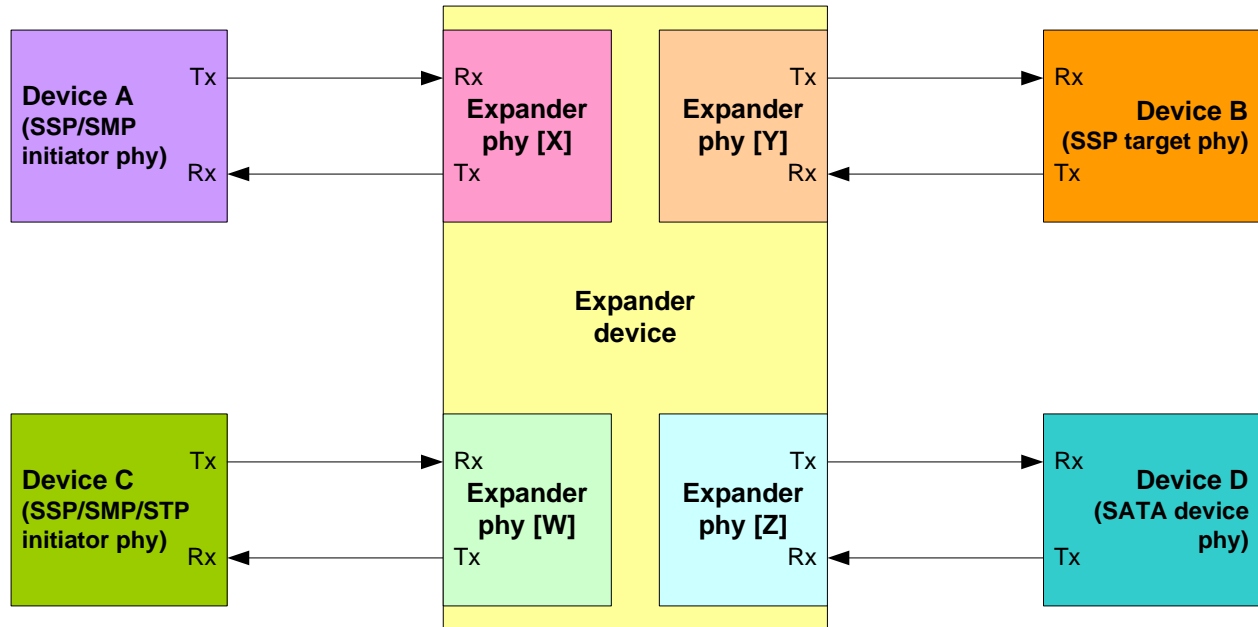 Device A
(SSP/SMP
initiator phy)
Tx
Rx
Rx
Tx
Expander
phy [X]
Expander
phy [Y]
Tx
Rx
Rx
Tx
Device B
(SSP target phy)
Expander
device
Device C
(SSP/SMP/STP
initiator phy)
Tx
Rx
Rx
Tx
Expander
phy [W]
Expander
phy [Z]
Tx
Rx
Rx
Tx
Device D
(SATA device
phy)